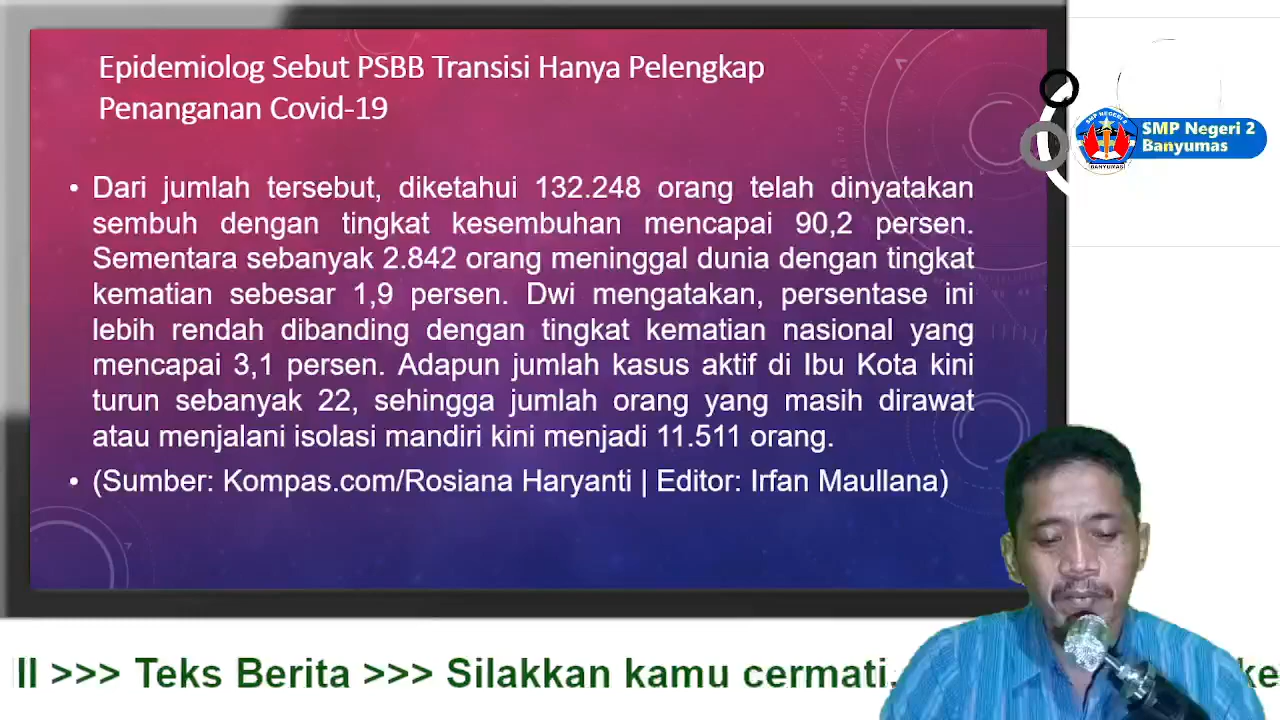 Epidemiolog Sebut PSBB Transisi Hanya Pelengkap
Penanganan Covid-19
SMP Negeri 2
Banyumas
SMP NEGERI 2
BANYUMAS
• Dari jumlah tersebut, diketahui 132.248 orang telah dinyatakan
sembuh dengan tingkat kesembuhan mencapai 90,2 persen.
Sementara sebanyak 2.842 orang meninggal dunia dengan tingkat
kematian sebesar 1,9 persen. Dwi mengatakan, persentase ini
lebih rendah dibanding dengan tingkat kematian nasional yang
mencapai 3,1 persen. Adapun jumlah kasus aktif di Ibu Kota kini
turun sebanyak 22, sehingga jumlah orang yang masih dirawat
atau menjalani isolasi mandiri kini menjadi 11.511 orang.
• (Sumber: Kompas.com/Rosiana Haryanti | Editor: Irfan Maullana)
II >>> Teks Berita >>> Silakkan kamu cermati. ke